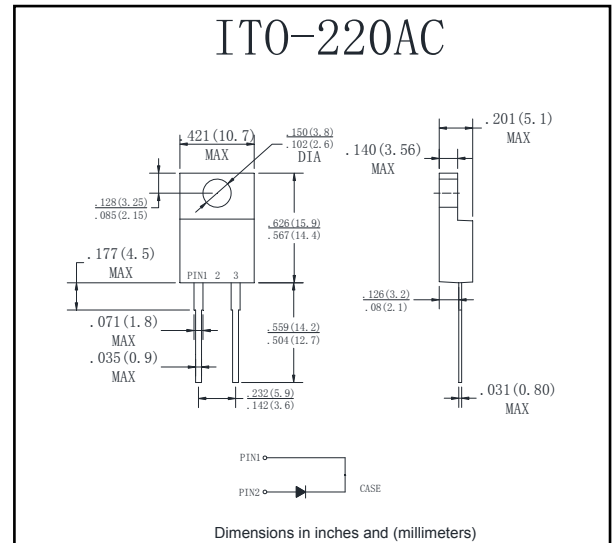 ITO-220AC
.421(10.7)
MAX
.150(3.8)
.102(2.6)
DIA
.201(5.1)
MAX
.140(3.56)
MAX
.128(3.25)
.085(2.15)
.626(15.9)
.567(14.4)
.177(4.5)
MAX
PIN1 2 3
.126(3.2)
.08(2.1)
.071(1.8)
MAX
.559(14.2)
.504(12.7)
.035(0.9)
MAX
.232(5.9)
.142(3.6)
.031(0.80)
MAX
PIN1
PIN2
CASE
Dimensions in inches and (millimeters)